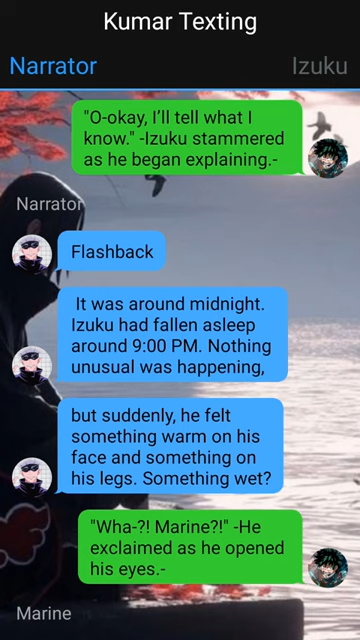 Kumar Texting
Narrator
Izuku
"O-okay, I’ll tell what I
know." -Izuku stammered
as he began explaining.-
Narrator
Flashback
It was around midnight.
Izuku had fallen asleep
around 9:00 PM. Nothing
unusual was happening,
but suddenly, he felt
something warm on his
face and something on
his legs. Something wet?
"Wha-?! Marine?!" -He
exclaimed as he opened
his eyes.-
Marine